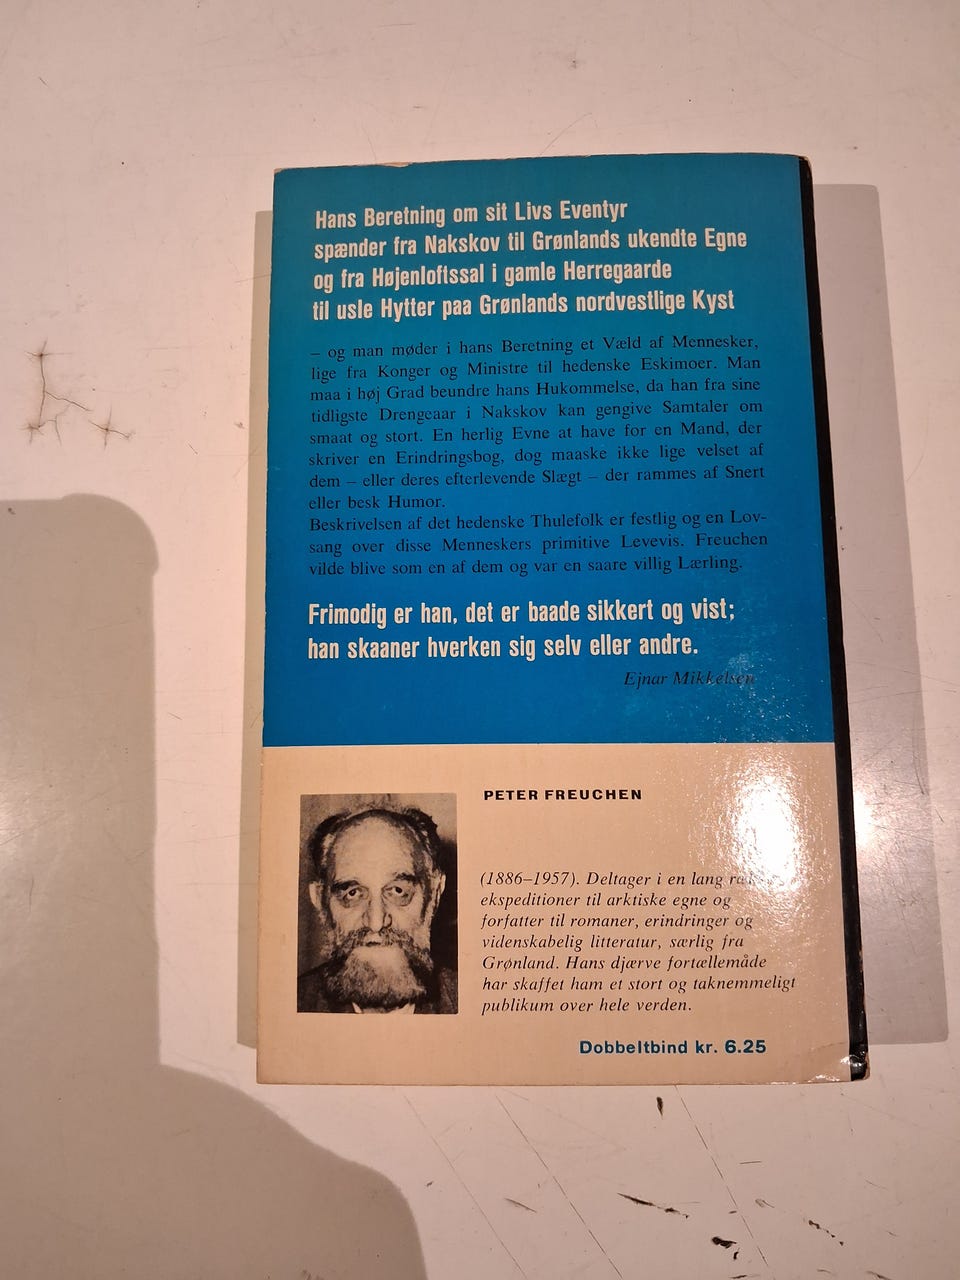 Hans Beretning om sit Livs Eventyr
spænder fra Nakskov til Grønlands ukendte Egne
og fra Højenloftssal i gamle Herregaarde
til usle Hytter paa Grønlands nordvestlige Kyst
– og man møder i hans Beretning et Væld af Mennesker,
lige fra Konger og Ministre til hedenske Eskimoer. Man
maa i høj Grad beundre hans Hukommelse, da han fra sine
tidligste Drengeaar i Nakskov kan gengive Samtaler om
smaat og stort. En herlig Evne at have for en Mand, der
skriver en Erindringsbog, dog maaske ikke lige velset af
dem – eller deres efterlevende Slægt – der rammes af Snert
eller besk Humor.
Beskrivelsen af det hedenske Thulefolk er festlig og en Lov-
sang over disse Menneskers primitive Levevis. Freuchen
vilde blive som en af dem og var en saare villig Lærling.
Frimodig er han, det er baade sikkert og vist;
han skaaner hverken sig selv eller andre.
Ejnar Mikkelsen
PETER FREUCHEN
(1886–1957). Deltager i en lang
ekspeditioner til arktiske egne og
forfatter til romaner, erindringer og
videnskabelig litteratur, særlig fra
Grønland. Hans djærve fortællemåde
har skaffet ham et stort og taknemmeligt
publikum over hele verden.
Dobbeltbind kr. 6.25